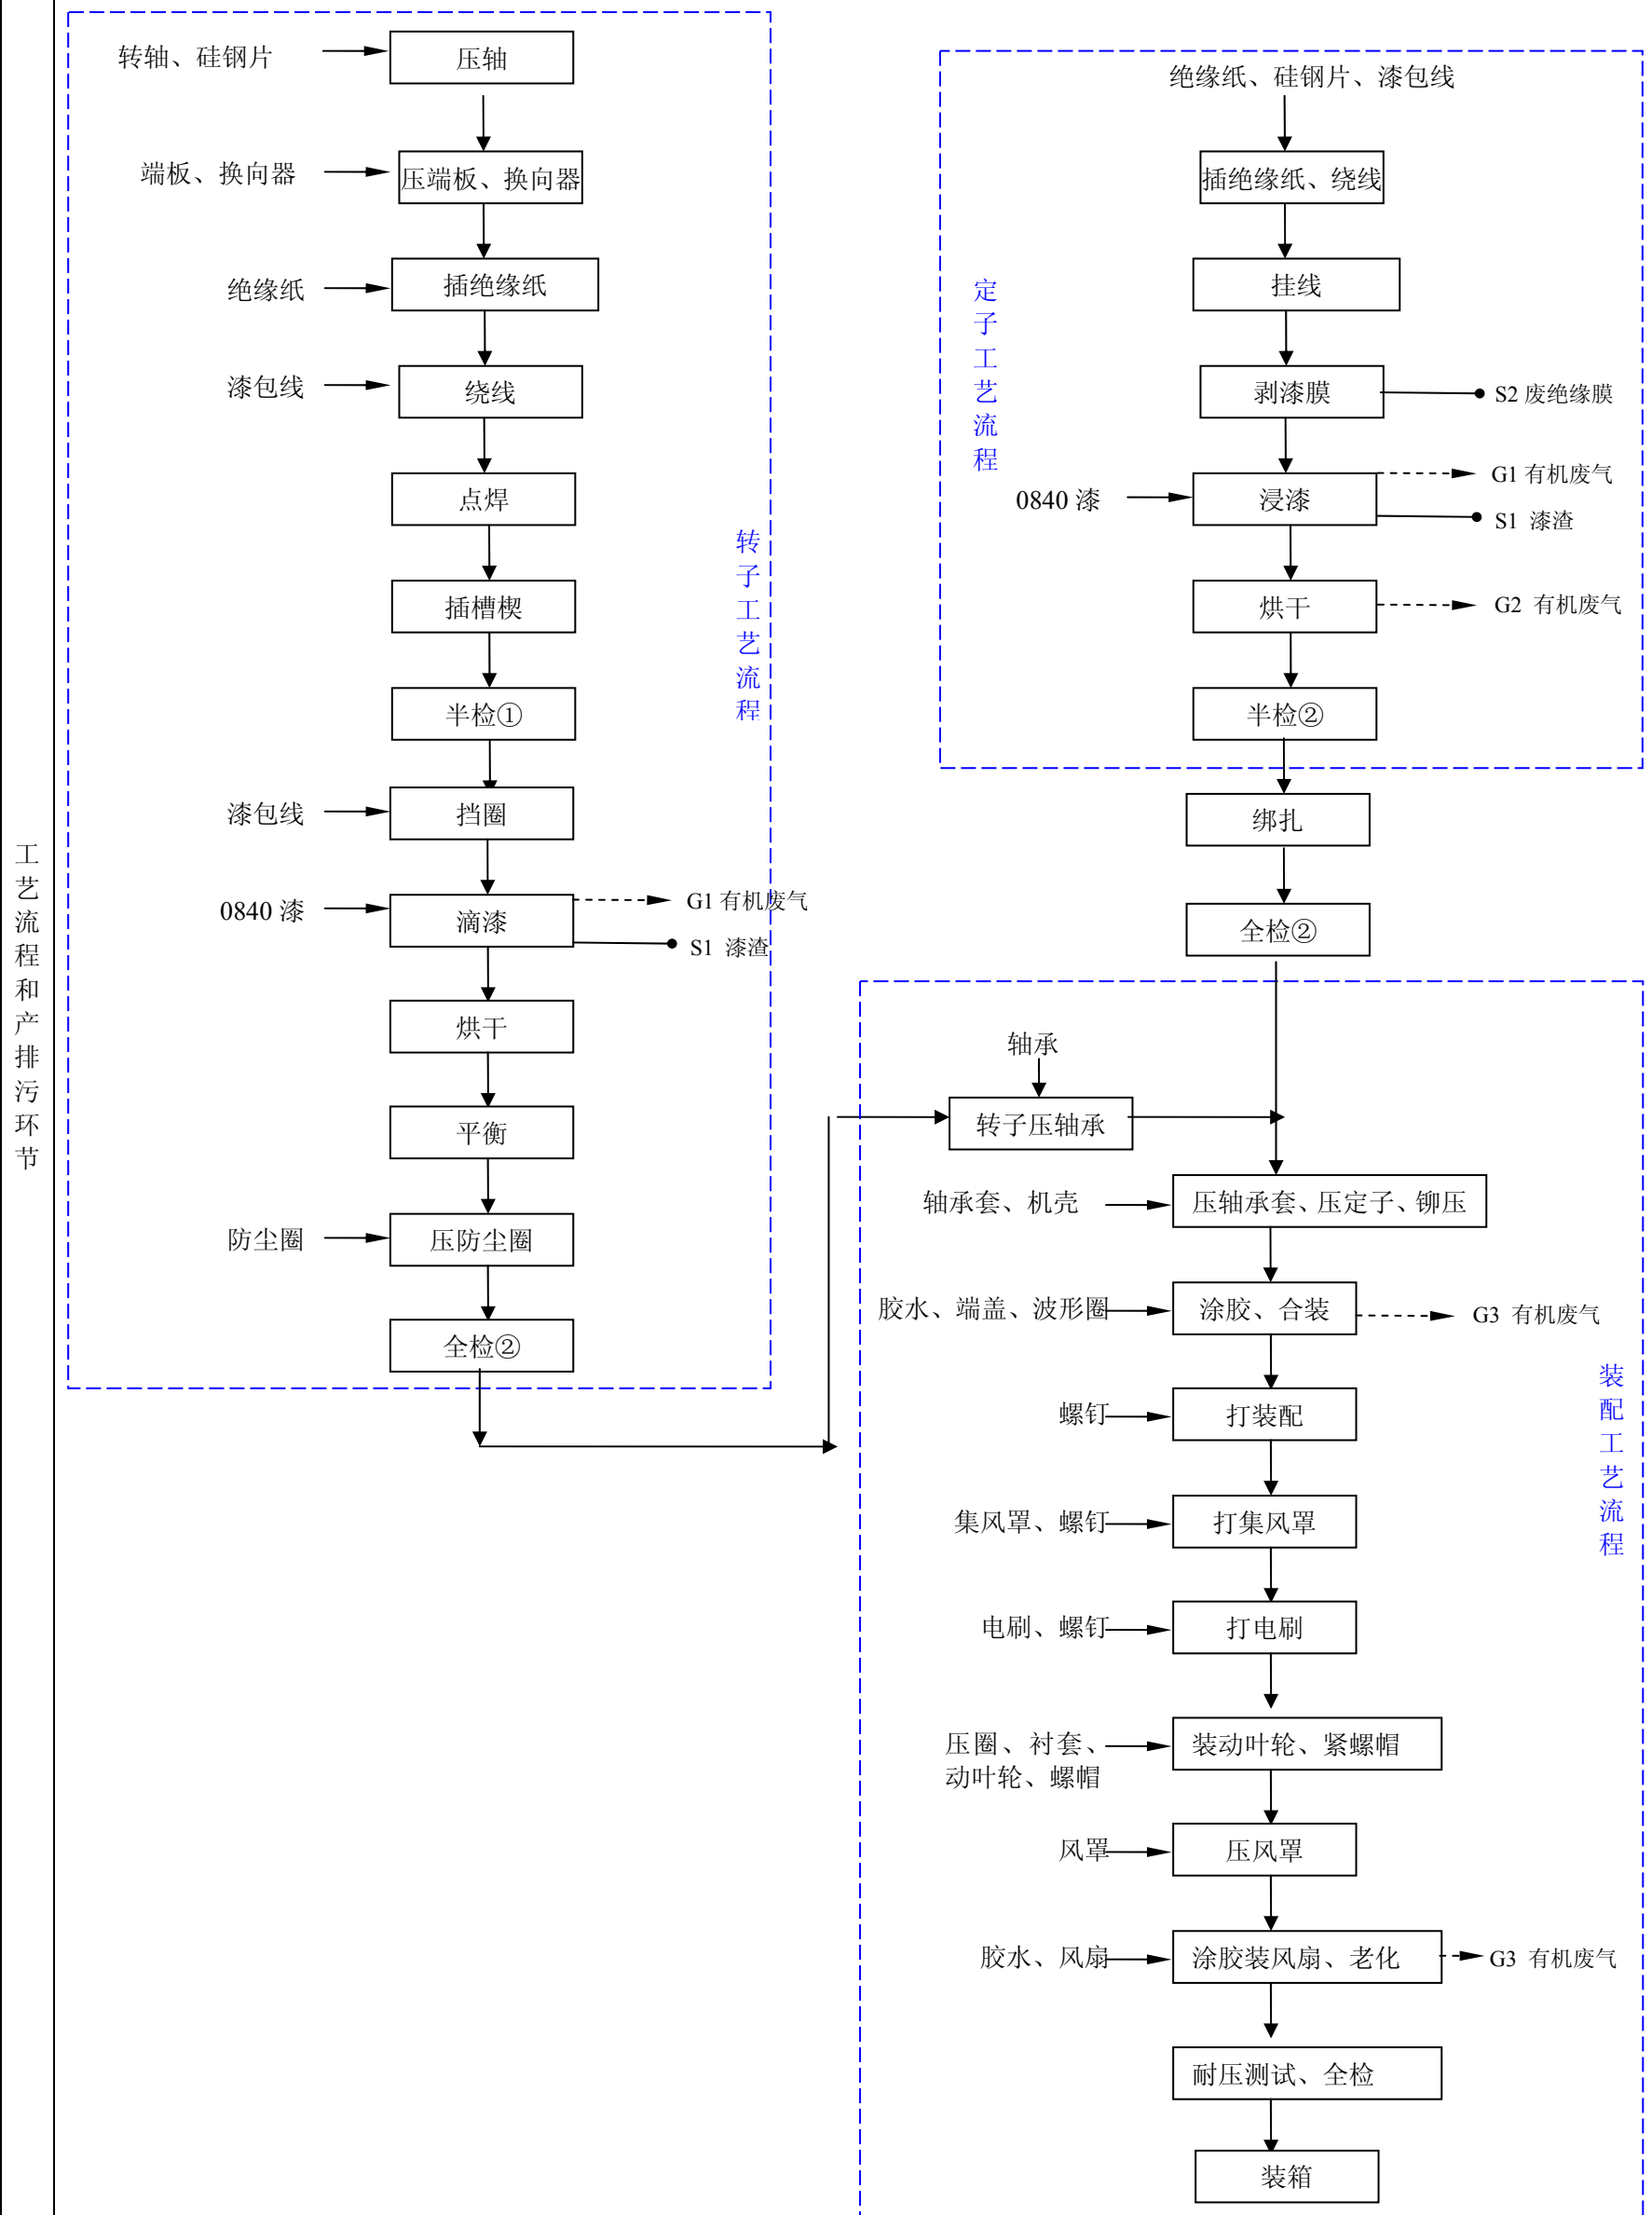 工艺流程和产排污环节
转轴、硅钢片
压轴
端板、换向器
压端板、换向器
绝缘纸
插绝缘纸
漆包线
绕线
点焊
插槽楔
半检①
漆包线
挡圈
0840 漆
滴漆
G1 有机废气
S1 漆渣
烘干
平衡
防尘圈
压防尘圈
全检②
转子工艺流程
绝缘纸、硅钢片、漆包线
插绝缘纸、绕线
挂线
剥漆膜
S2 废绝缘膜
0840 漆
浸漆
G1 有机废气
S1 漆渣
烘干
G2 有机废气
半检②
定子工艺流程
绑扎
全检②
轴承
转子压轴承
轴承套、机壳
压轴承套、压定子、铆压
胶水、端盖、波形圈
涂胶、合装
G3 有机废气
螺钉
打装配
集风罩、螺钉
打集风罩
电刷、螺钉
打电刷
压圈、衬套、
动叶轮、螺帽
装动叶轮、紧螺帽
风罩
压风罩
胶水、风扇
涂胶装风扇、老化
G3 有机废气
耐压测试、全检
装箱
装配工艺流程